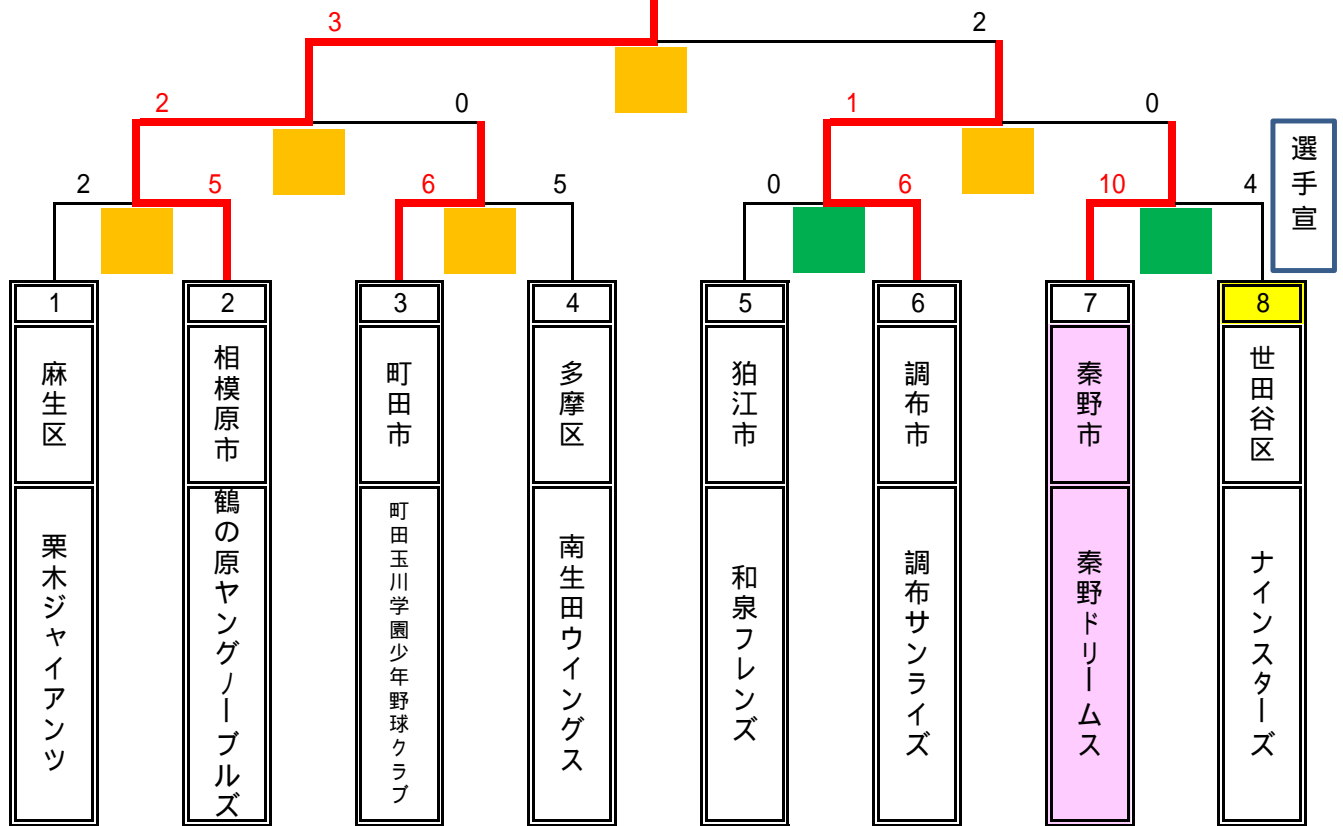 3
2
2
0
1
0
2
5
6
5
0
6
10
4
選手宣
1
2
3
4
5
6
7
8
麻生区
相模原市
町田市
多摩区
狛江市
調布市
秦野市
世田谷区
栗木ジャイアンツ
鶴の原ヤングノーブルズ
町田玉川学園少年野球クラブ
南生田ウイングス
和泉フレンズ
調布サンライズ
秦野ドリームス
ナインスターズ